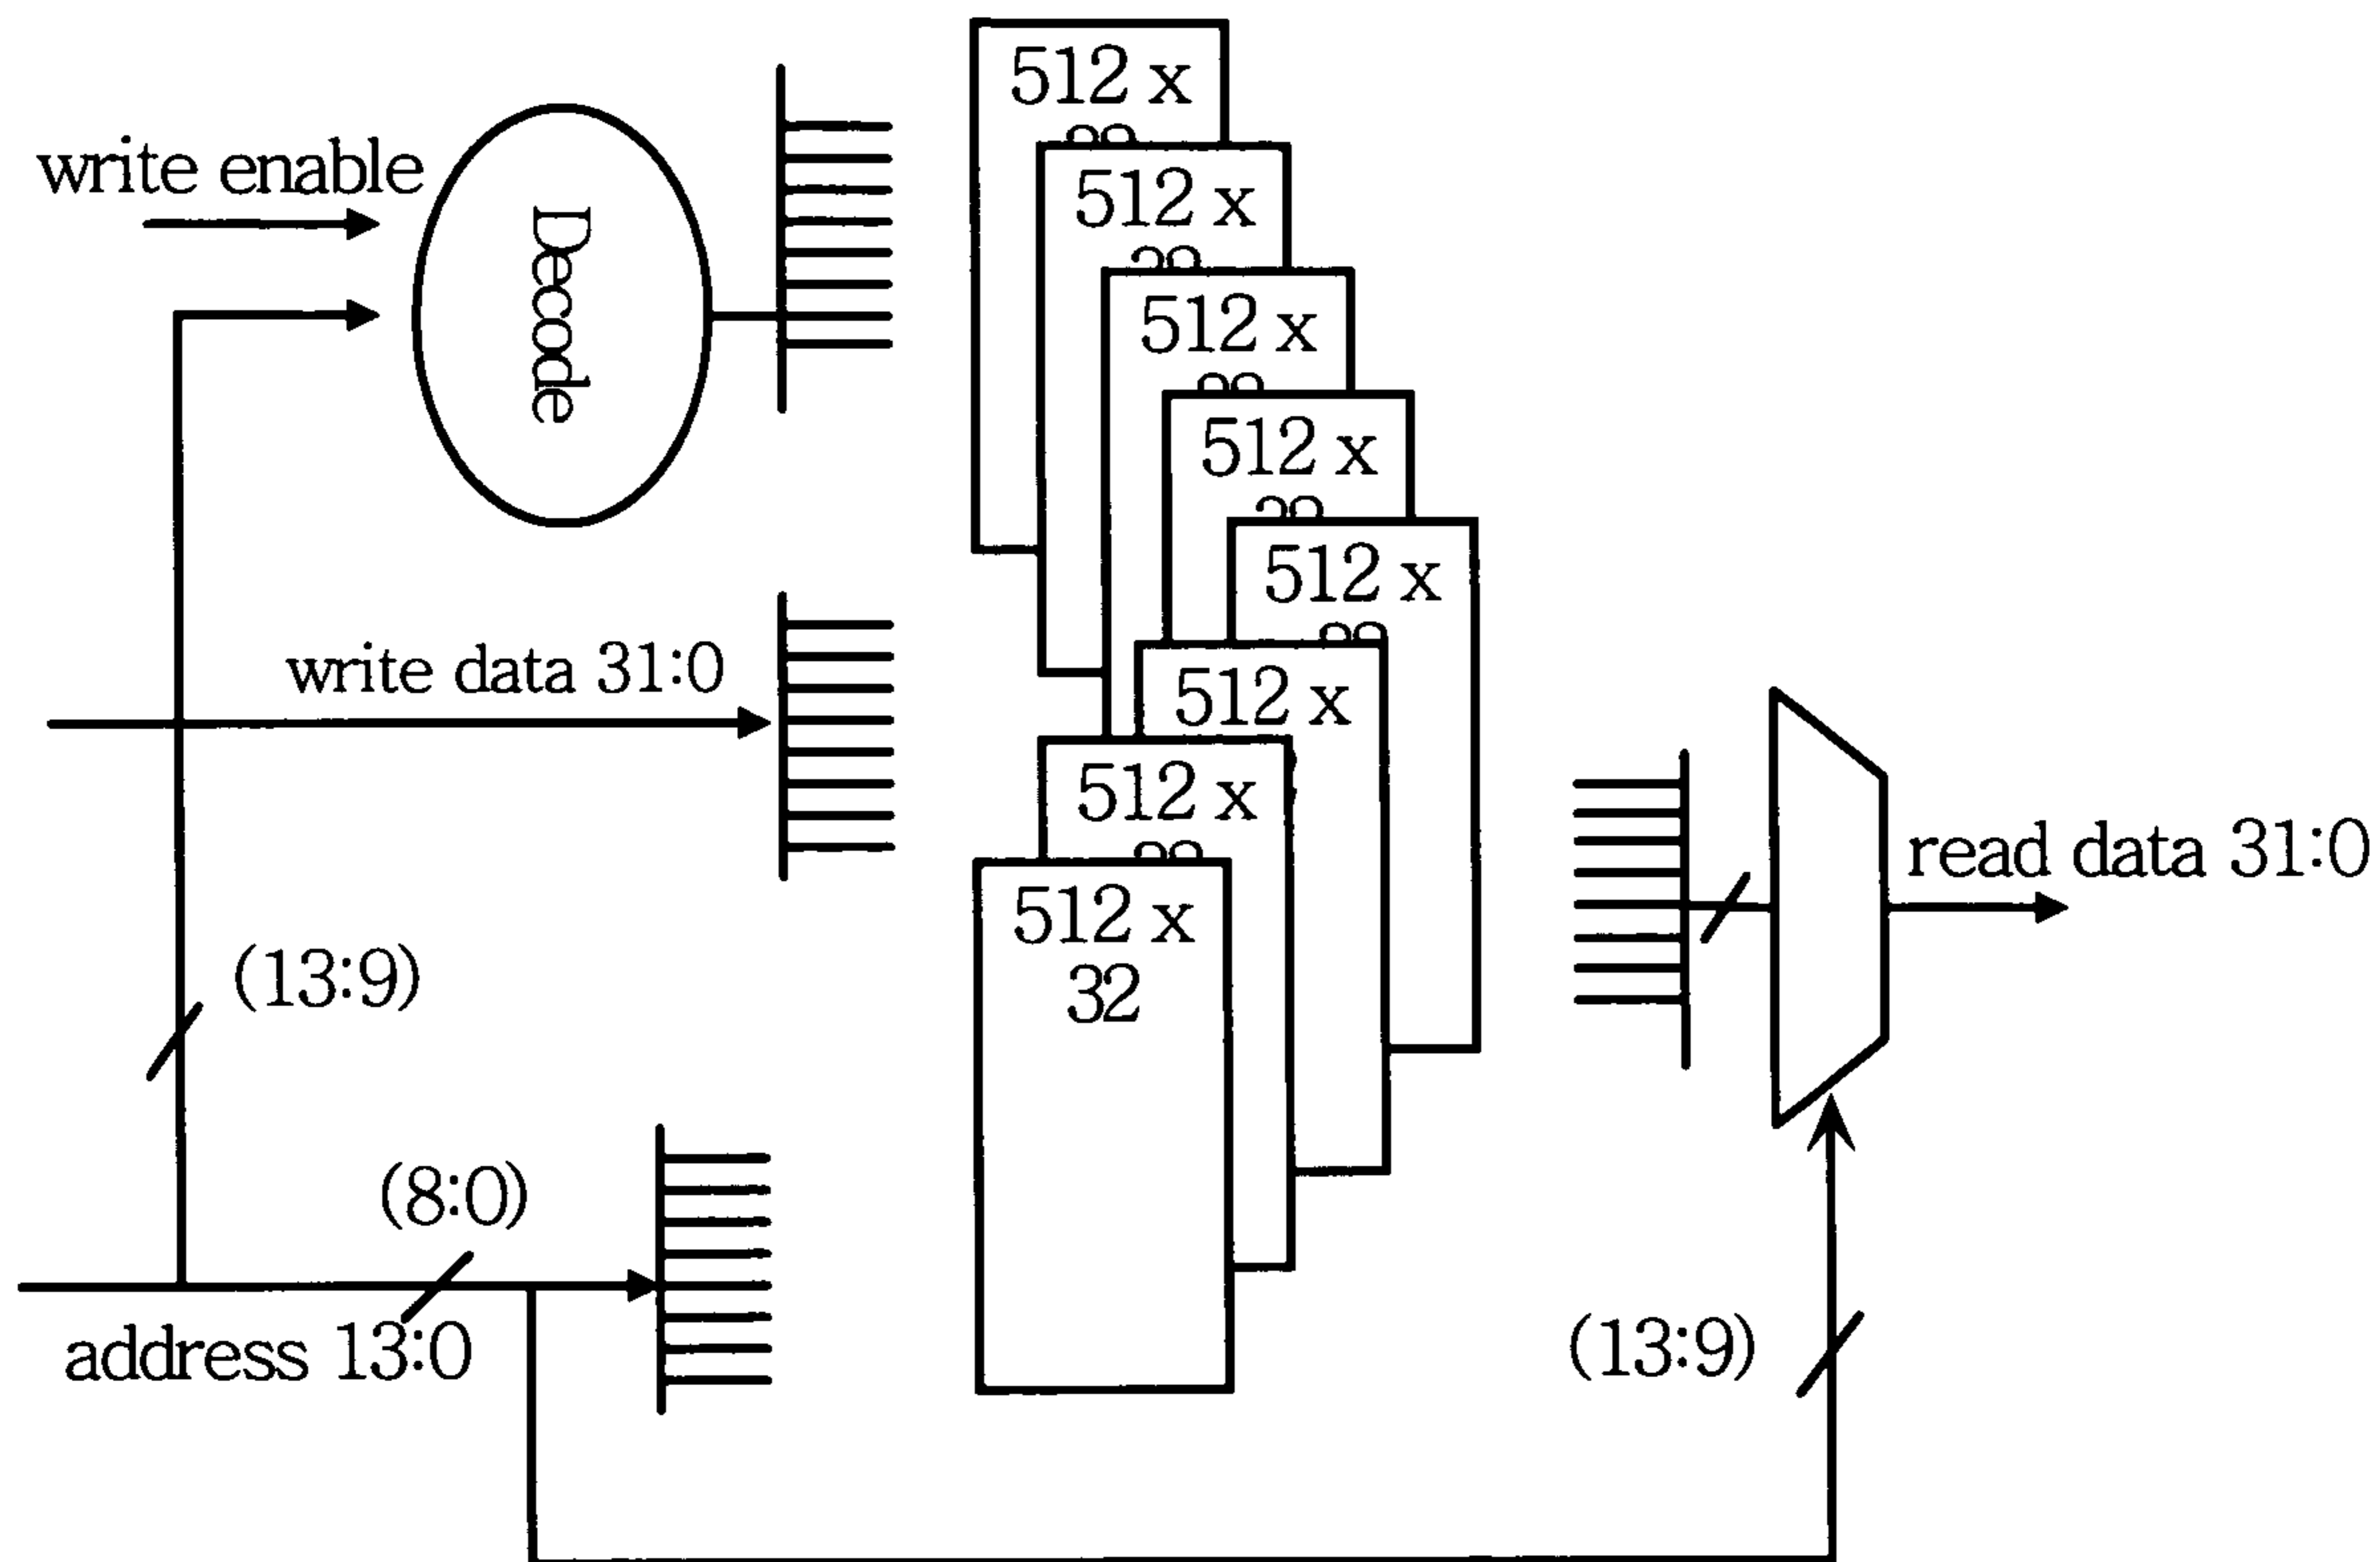 write enable
Decode
write data 31:0
(13:9)
(8:0)
address 13:0
512 x
512 x
512 x
512 x
512 x
512 x
512 x
512 x
32
read data 31:0
(13:9)